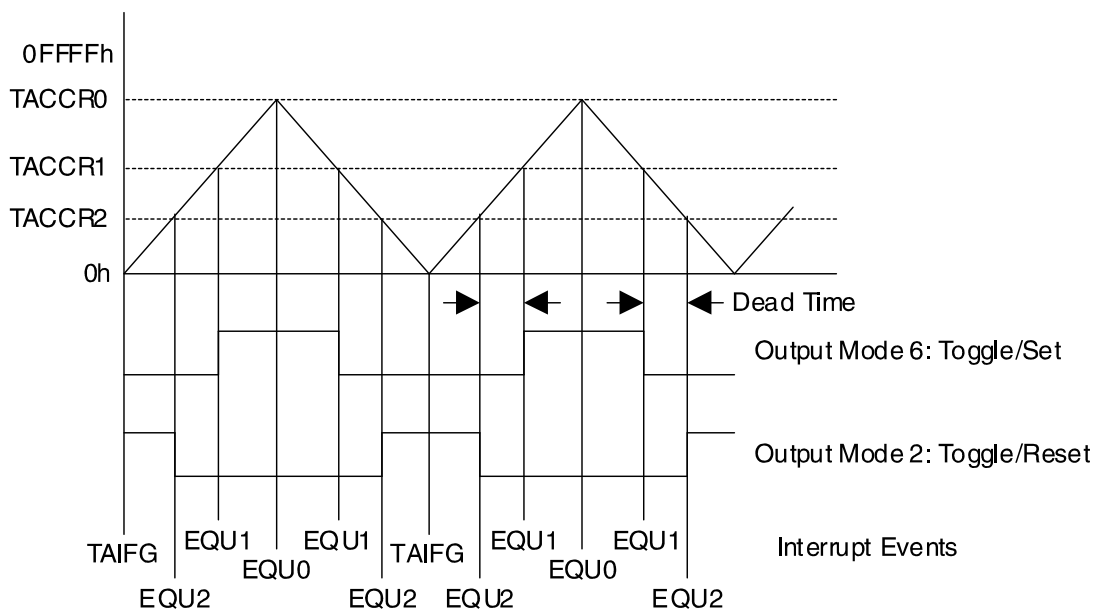 0FFFFh
TACCR0
TACCR1
TACCR2
0h
Dead Time
Output Mode 6: Toggle/Set
Output Mode 2: Toggle/Reset
TAIFG EQU1 EQU1 TAIFG EQU1 EQU1 Interrupt Events
EQU0 EQU0
EQU2 EQU2 EQU2 EQU2